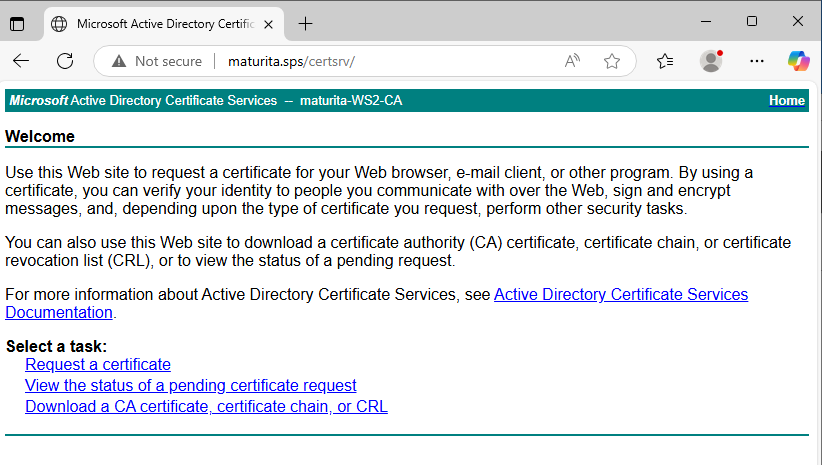 Microsoft Active Directory Certific
Not secure
maturita.sps/certsrv/
Microsoft Active Directory Certificate Services -- maturita-WS2-CA
Home
Welcome
Use this Web site to request a certificate for your Web browser, e-mail client, or other program. By using a
certificate, you can verify your identity to people you communicate with over the Web, sign and encrypt
messages, and, depending upon the type of certificate you request, perform other security tasks.
You can also use this Web site to download a certificate authority (CA) certificate, certificate chain, or certificate
revocation list (CRL), or to view the status of a pending request.
For more information about Active Directory Certificate Services, see Active Directory Certificate Services
Documentation.
Select a task:
Request a certificate
View the status of a pending certificate request
Download a CA certificate, certificate chain, or CRL